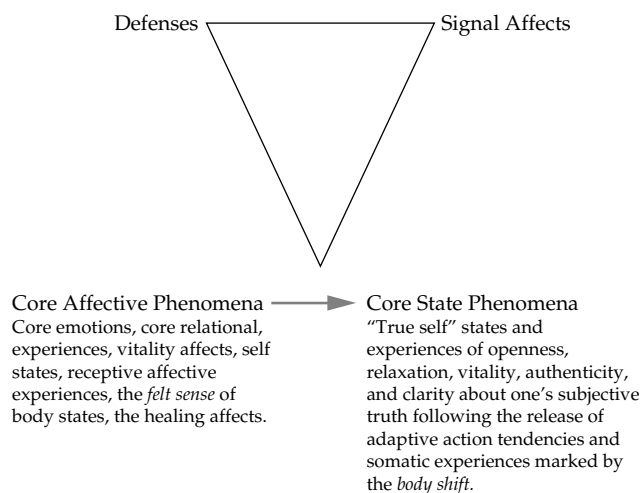 Defenses
Signal Affects
Core Affective Phenomena
Core emotions, core relational,
experiences, vitality affects, self
states, receptive affective
experiences, the felt sense of
body states, the healing affects.
Core State Phenomena
“True self” states and
experiences of openness,
relaxation, vitality, authenticity,
and clarity about one’s subjective
truth following the release of
adaptive action tendencies and
somatic experiences marked by
the body shift.